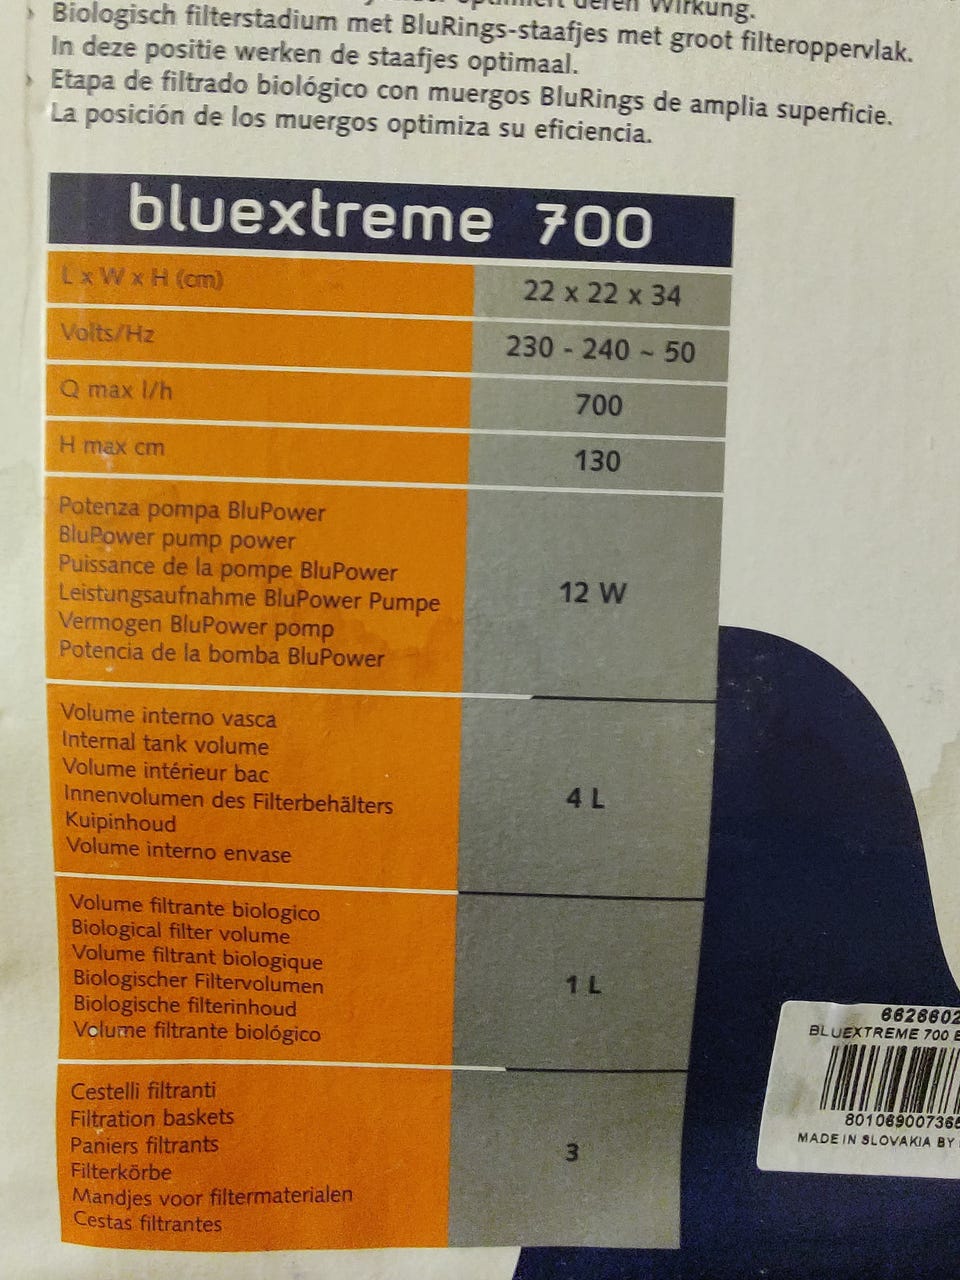 deren Wirkung.
› Biologisch filterstadium met BluRings-staafjes met groot filteroppervlak.
In deze positie werken de staafjes optimaal.
› Etapa de filtrado biológico con muergos BluRings de amplia superficie.
La posición de los muergos optimiza su eficiencia.
bluextreme 700
L x W x H (cm) 22 x 22 x 34
Volts/Hz 230 - 240 ~ 50
Q max l/h 700
H max cm 130
Potenza pompa BluPower
BluPower pump power
Puissance de la pompe BluPower
Leistungsaufnahme BluPower Pumpe
Vermogen BluPower pomp
Potencia de la bomba BluPower
12 W
Volume interno vasca
Internal tank volume
Volume intérieur bac
Innenvolumen des Filterbehälters
Kuipinhoud
Volume interno envase
4 L
Volume filtrante biologico
Biological filter volume
Volume filtrant biologique
Biologischer Filtervolumen
Biologische filterinhoud
Volume filtrante biológico
1 L
Cestelli filtranti
Filtration baskets
Paniers filtrants
Filterkörbe
Mandjes voor filtermaterialen
Cestas filtrantes
3
6626602
BLUEXTREME 700
801069007365
MADE IN SLOVAKIA BY